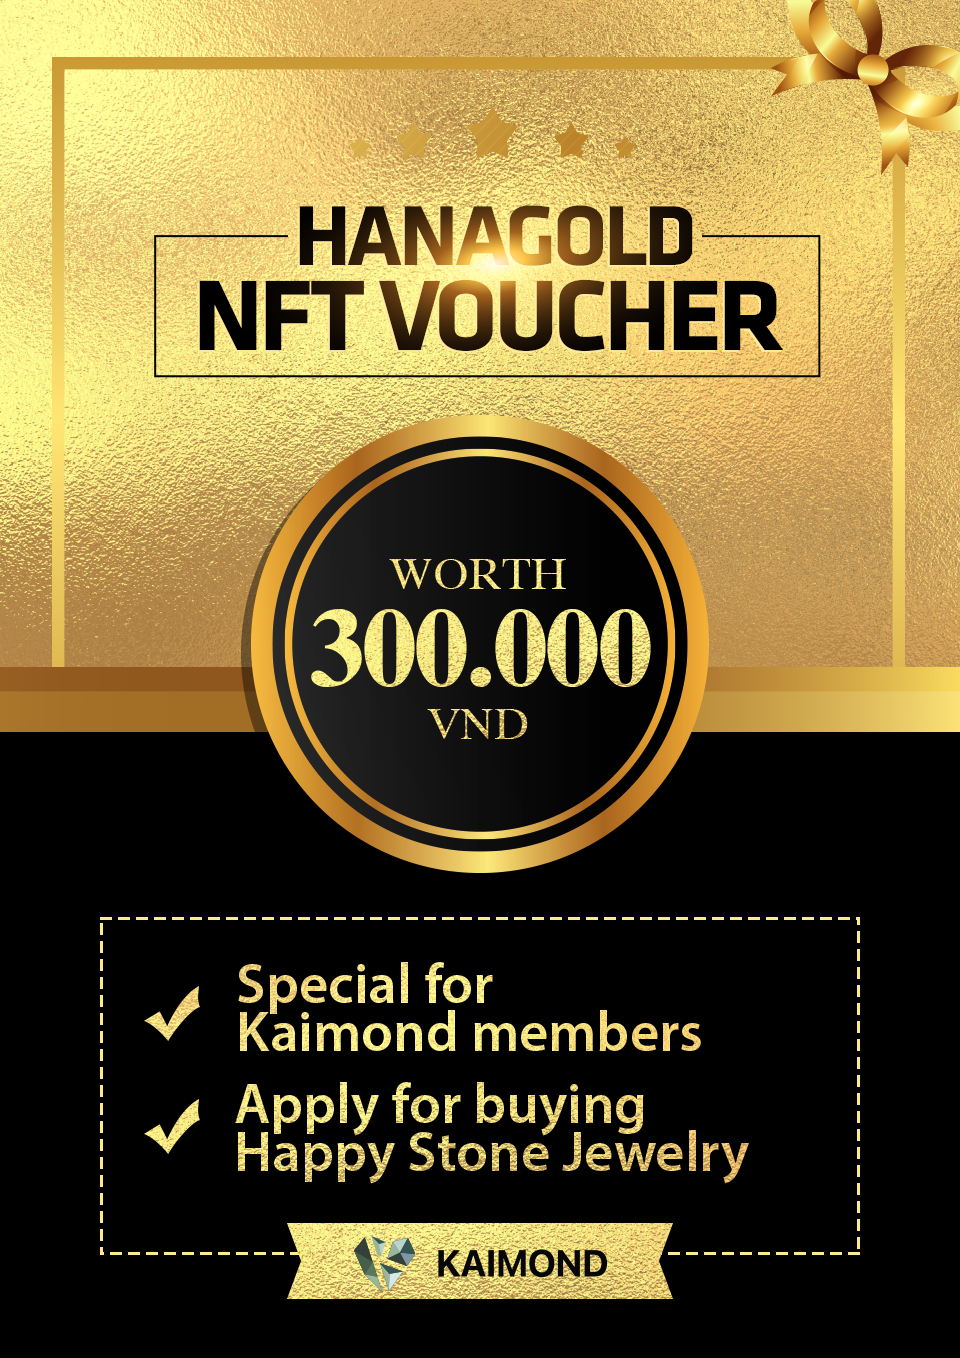 HANAGOLD
NFT VOUCHER
WORTH
300.000
VND
Special for
Kaimond members
Apply for buying
Happy Stone Jewelry
KAIMOND